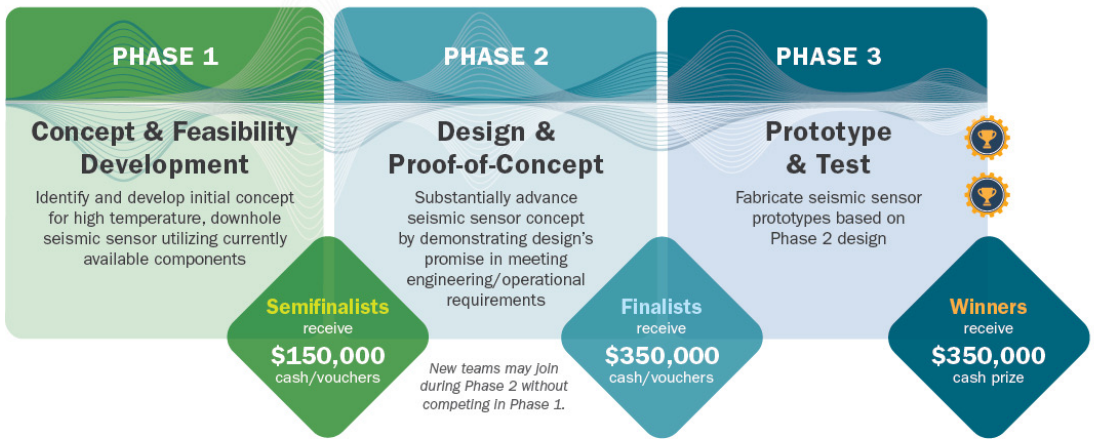 PHASE 1
Concept & Feasibility
Development
Identify and develop initial concept
for high temperature, downhole
seismic sensor utilizing currently
available components
Semifinalists
receive
$150,000
cash/vouchers
PHASE 2
Design &
Proof-of-Concept
Substantially advance
seismic sensor concept
by demonstrating design's
promise in meeting
engineering/operational
requirements
New teams may join
during Phase 2 without
competing in Phase 1.
Finalists
receive
$350,000
cash/vouchers
PHASE 3
Prototype
& Test
Fabricate seismic sensor
prototypes based on
Phase 2 design
Winners
receive
$350,000
cash prize